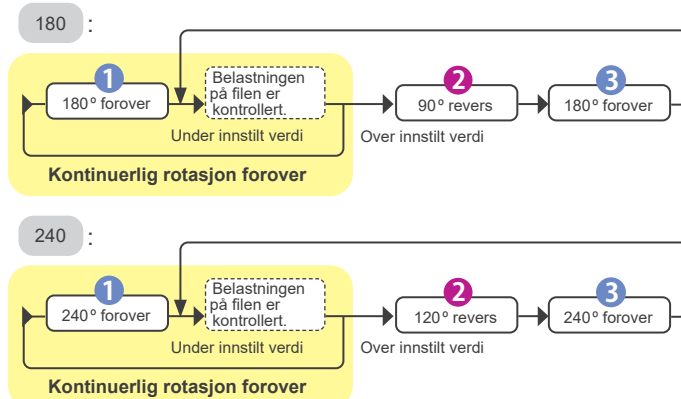 180 :
1
180° forover
Belastningen
på filen er
kontrollert.
2
90° revers
3
180° forover
Under innstilt verdi
Over innstilt verdi
Kontinuerlig rotasjon forover
240 :
1
240° forover
Belastningen
på filen er
kontrollert.
2
120° revers
3
240° forover
Under innstilt verdi
Over innstilt verdi
Kontinuerlig rotasjon forover